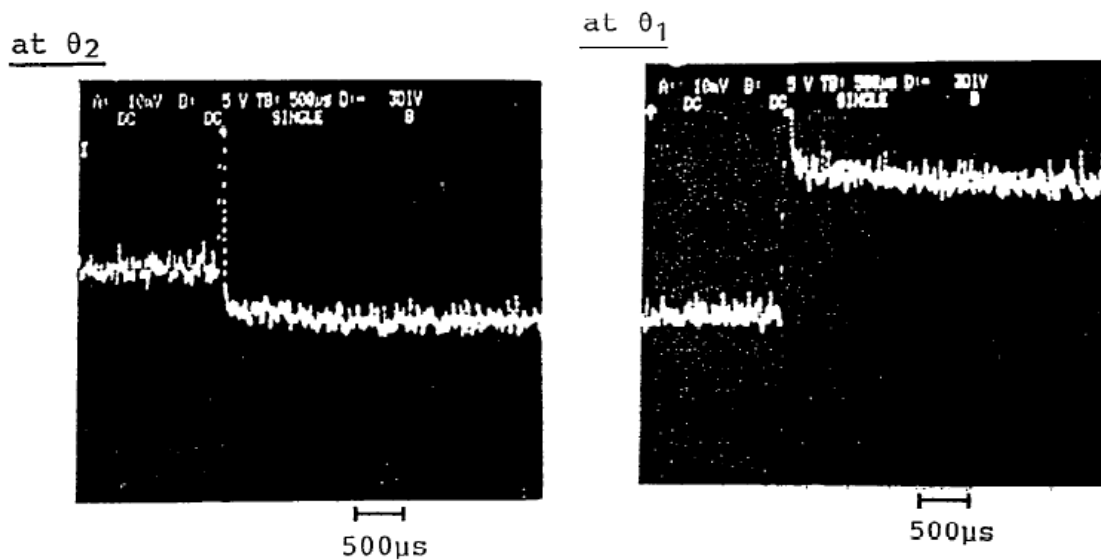 at θ2
A: 10mV B: 5 V TB: 500µs D:= 3DIV
DC DC SINGLE B
500µs
at θ1
A: 10mV B: 5 V TB: 500µs D:= 3DIV
DC DC SINGLE B
500µs